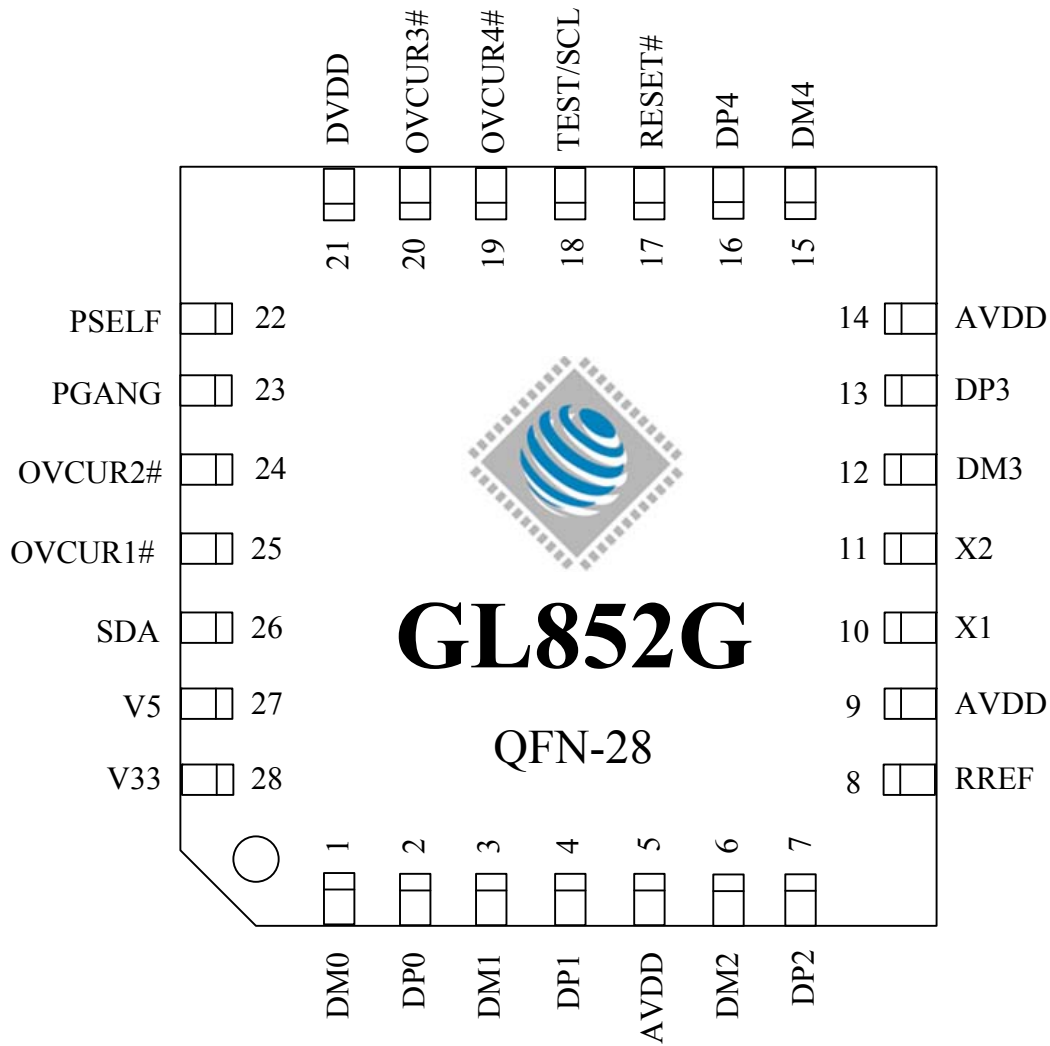 DVDD
OVCUR3#
OVCUR4#
TEST/SCL
RESET#
DP4
DM4
21
20
19
18
17
16
15
PSELF 22
14 AVDD
PGANG 23
13 DP3
OVCUR2# 24
12 DM3
OVCUR1# 25
11 X2
SDA 26
10 X1
V5 27
9 AVDD
V33 28
8 RREF
GL852G
QFN-28
1
2
3
4
5
6
7
DM0
DP0
DM1
DP1
AVDD
DM2
DP2